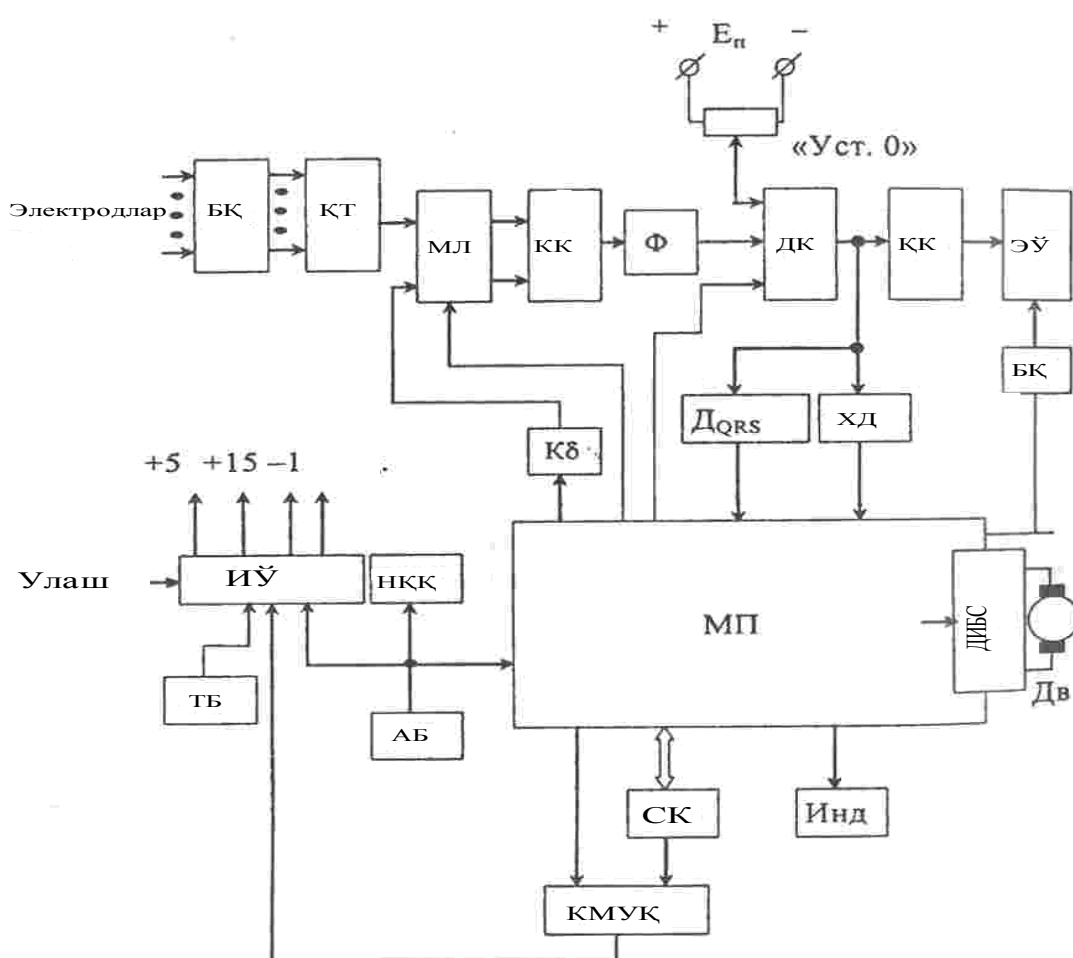 + Eп –
«Уст. 0»
Электродлар
БҚ
ҚТ
МЛ
КК
Ф
ДК
ҚК
ЭЎ
БҚ
ДQRS
ХД
Кδ
+5 +15 –1
Улаш
ИЎ
НҚҚ
МП
ДИБС
Дв
ТБ
АБ
СК
Инд
КМУҚ